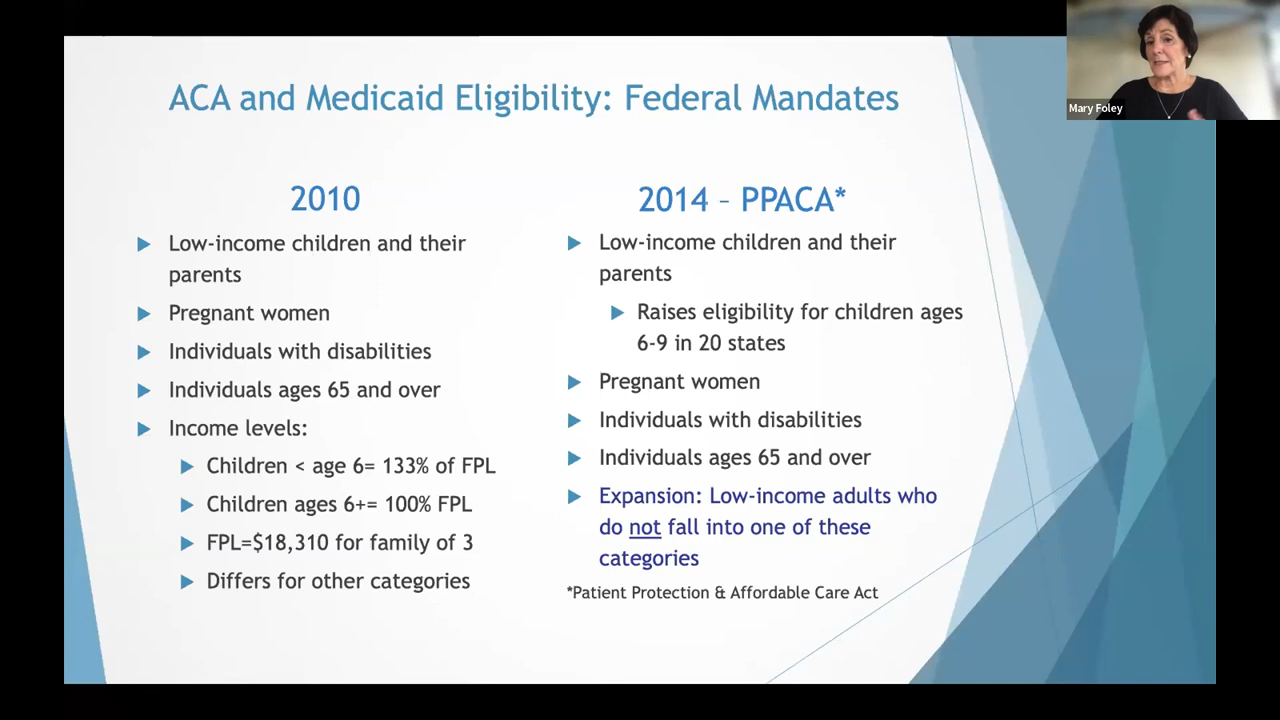 ACA and Medicaid Eligibility: Federal Mandates
2010
Low-income children and their
parents
Pregnant women
Individuals with disabilities
Individuals ages 65 and over
Income levels:
Children < age 6= 133% of FPL
Children ages 6+= 100% FPL
FPL=$18,310 for family of 3
Differs for other categories
2014 – PPACA*
Low-income children and their
parents
Raises eligibility for children ages
6-9 in 20 states
Pregnant women
Individuals with disabilities
Individuals ages 65 and over
Expansion: Low-income adults who
do not fall into one of these
categories
*Patient Protection & Affordable Care Act
Mary Foley